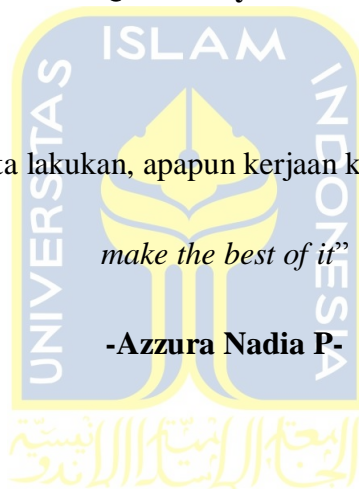 ISLAM
UNIVERSITAS
INDONESIA
ta lakukan, apapun kerjaan k
make the best of it”
-Azzura Nadia P-